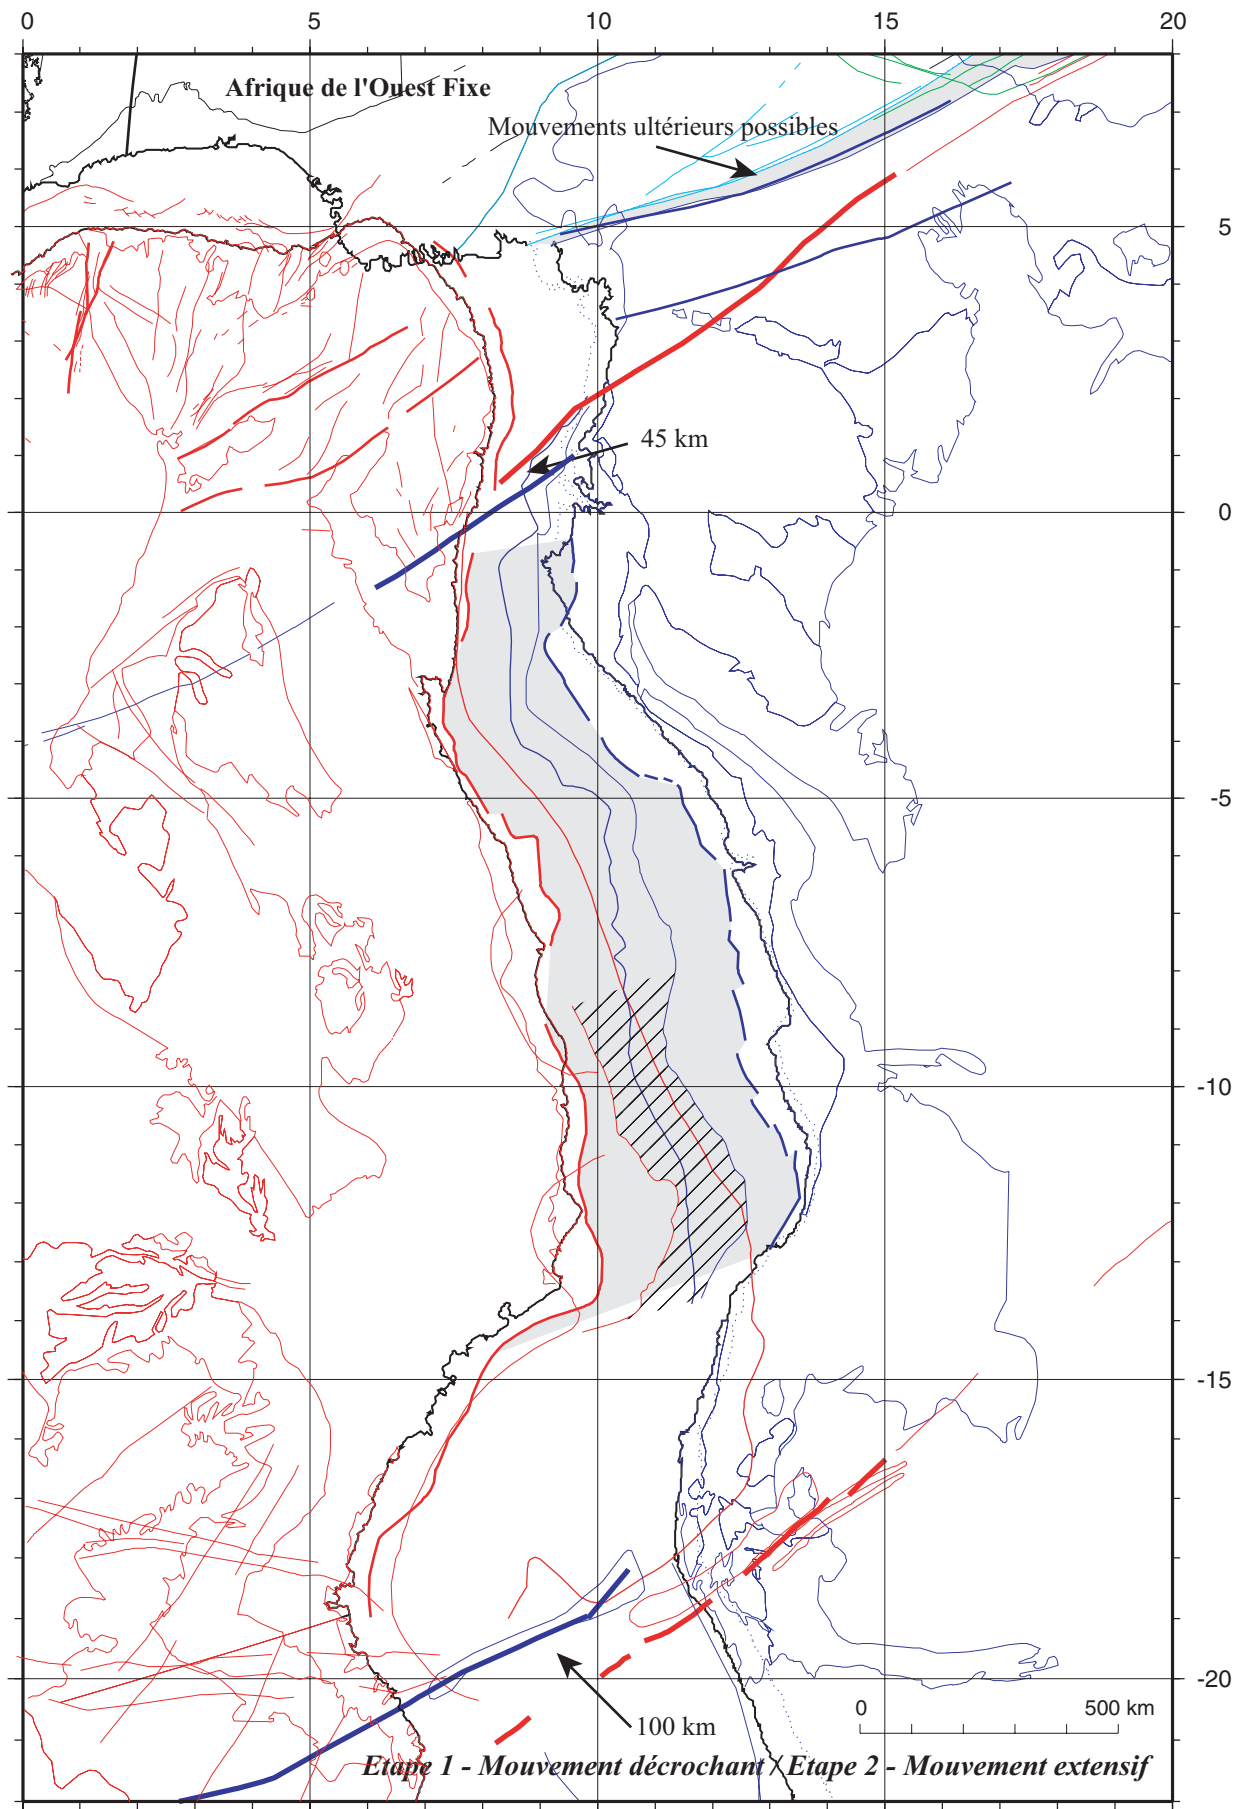 0 5 10 15 20
Afrique de l'Ouest Fixe
Mouvements ultérieurs possibles
5
45 km
0
-5
-10
-15
-20
0 500 km
100 km
Etape 1 - Mouvement décrochant / Etape 2 - Mouvement extensif